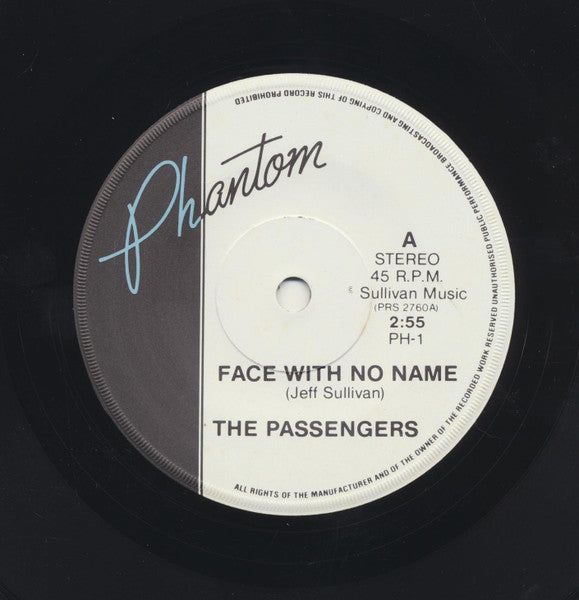 Phantom
A
STEREO
45 R.P.M.
℗ Sullivan Music
(PRS 2760A)
2:55
PH-1
FACE WITH NO NAME
(Jeff Sullivan)
THE PASSENGERS
ALL RIGHTS OF THE MANUFACTURER AND OF THE OWNER OF THE RECORDED WORK RESERVED UNAUTHORISED PUBLIC PERFORMANCE BROADCASTING AND COPYING OF THIS RECORD PROHIBITED